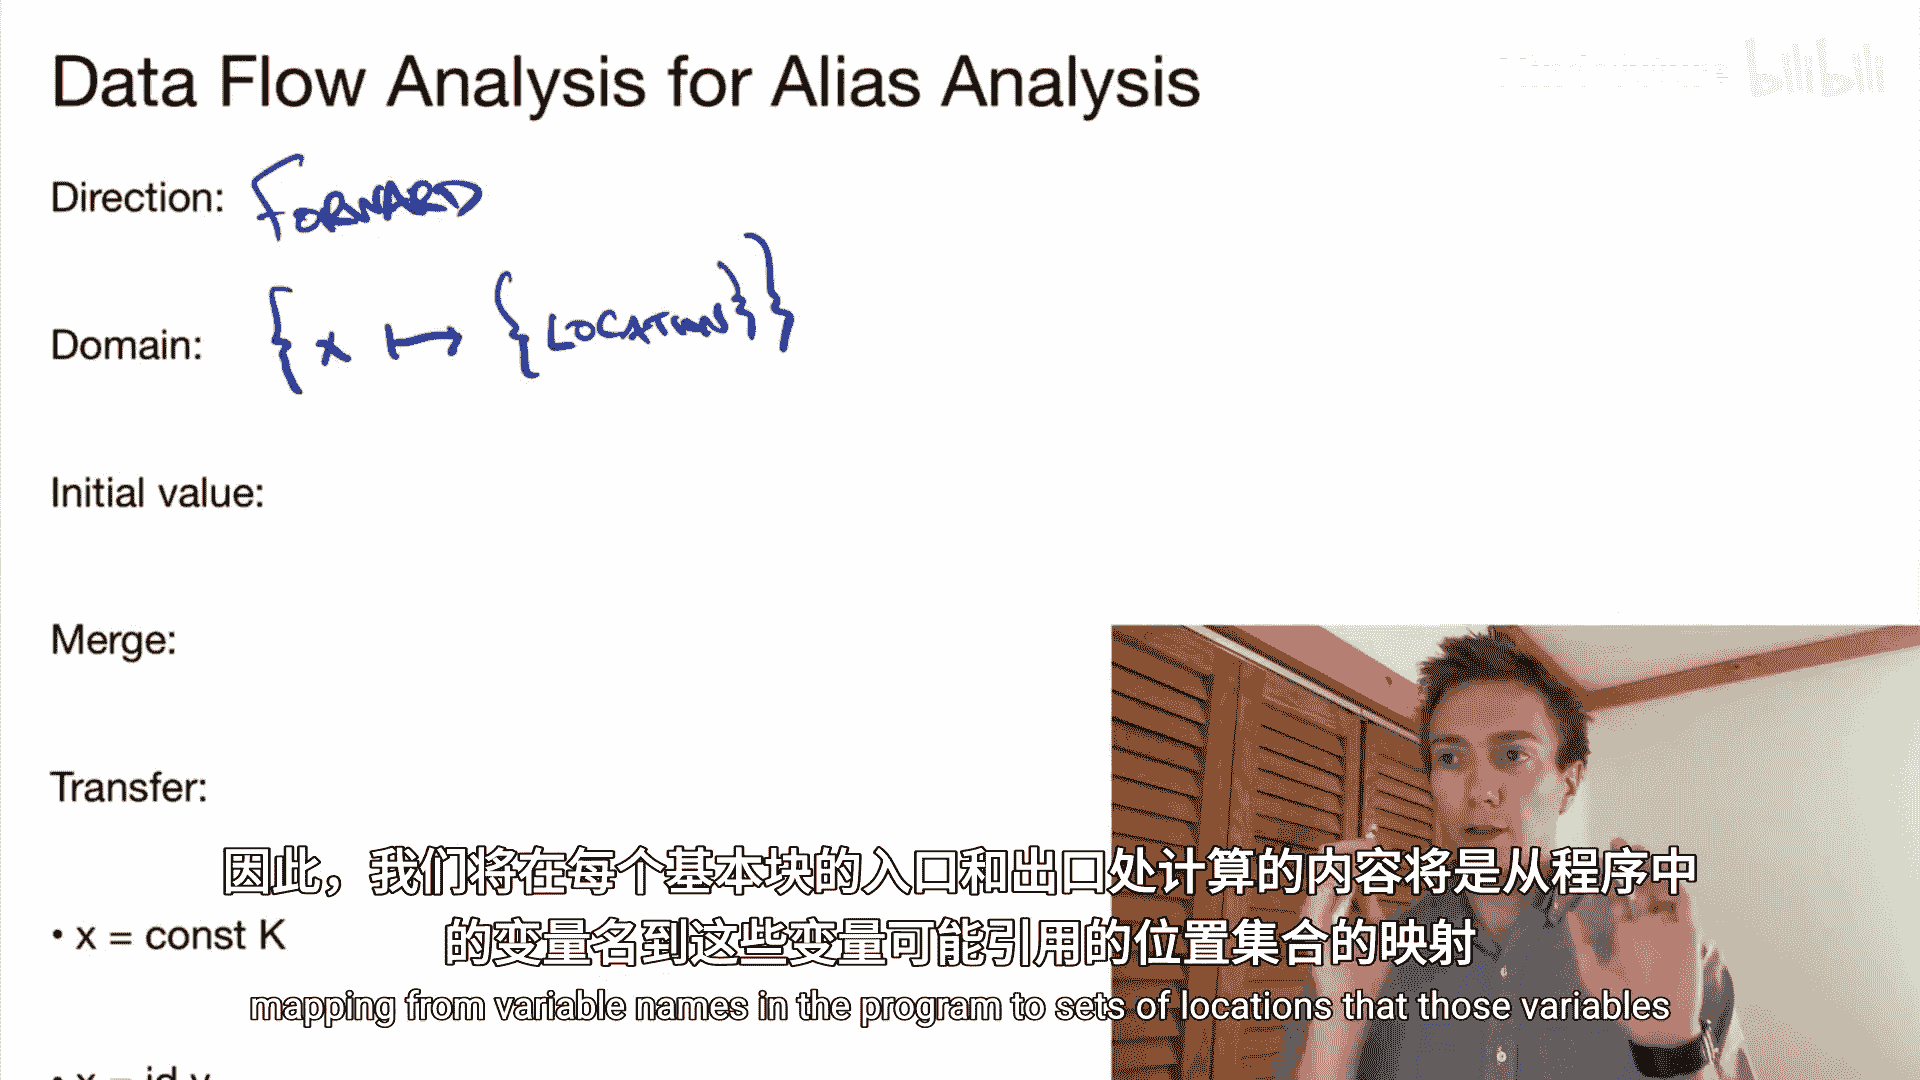 Data Flow Analysis for Alias Analysis
bilibili
Direction: FORWARD
Domain: { x ↦ {LOCATION} }
Initial value:
Merge:
Transfer:
• x = const K
因此，我们将在每个基本块的入口和出口处计算的内容将是从程序中
的变量名到这些变量可能引用的位置集合的映射
mapping from variable names in the program to sets of locations that those variables
• x = id y